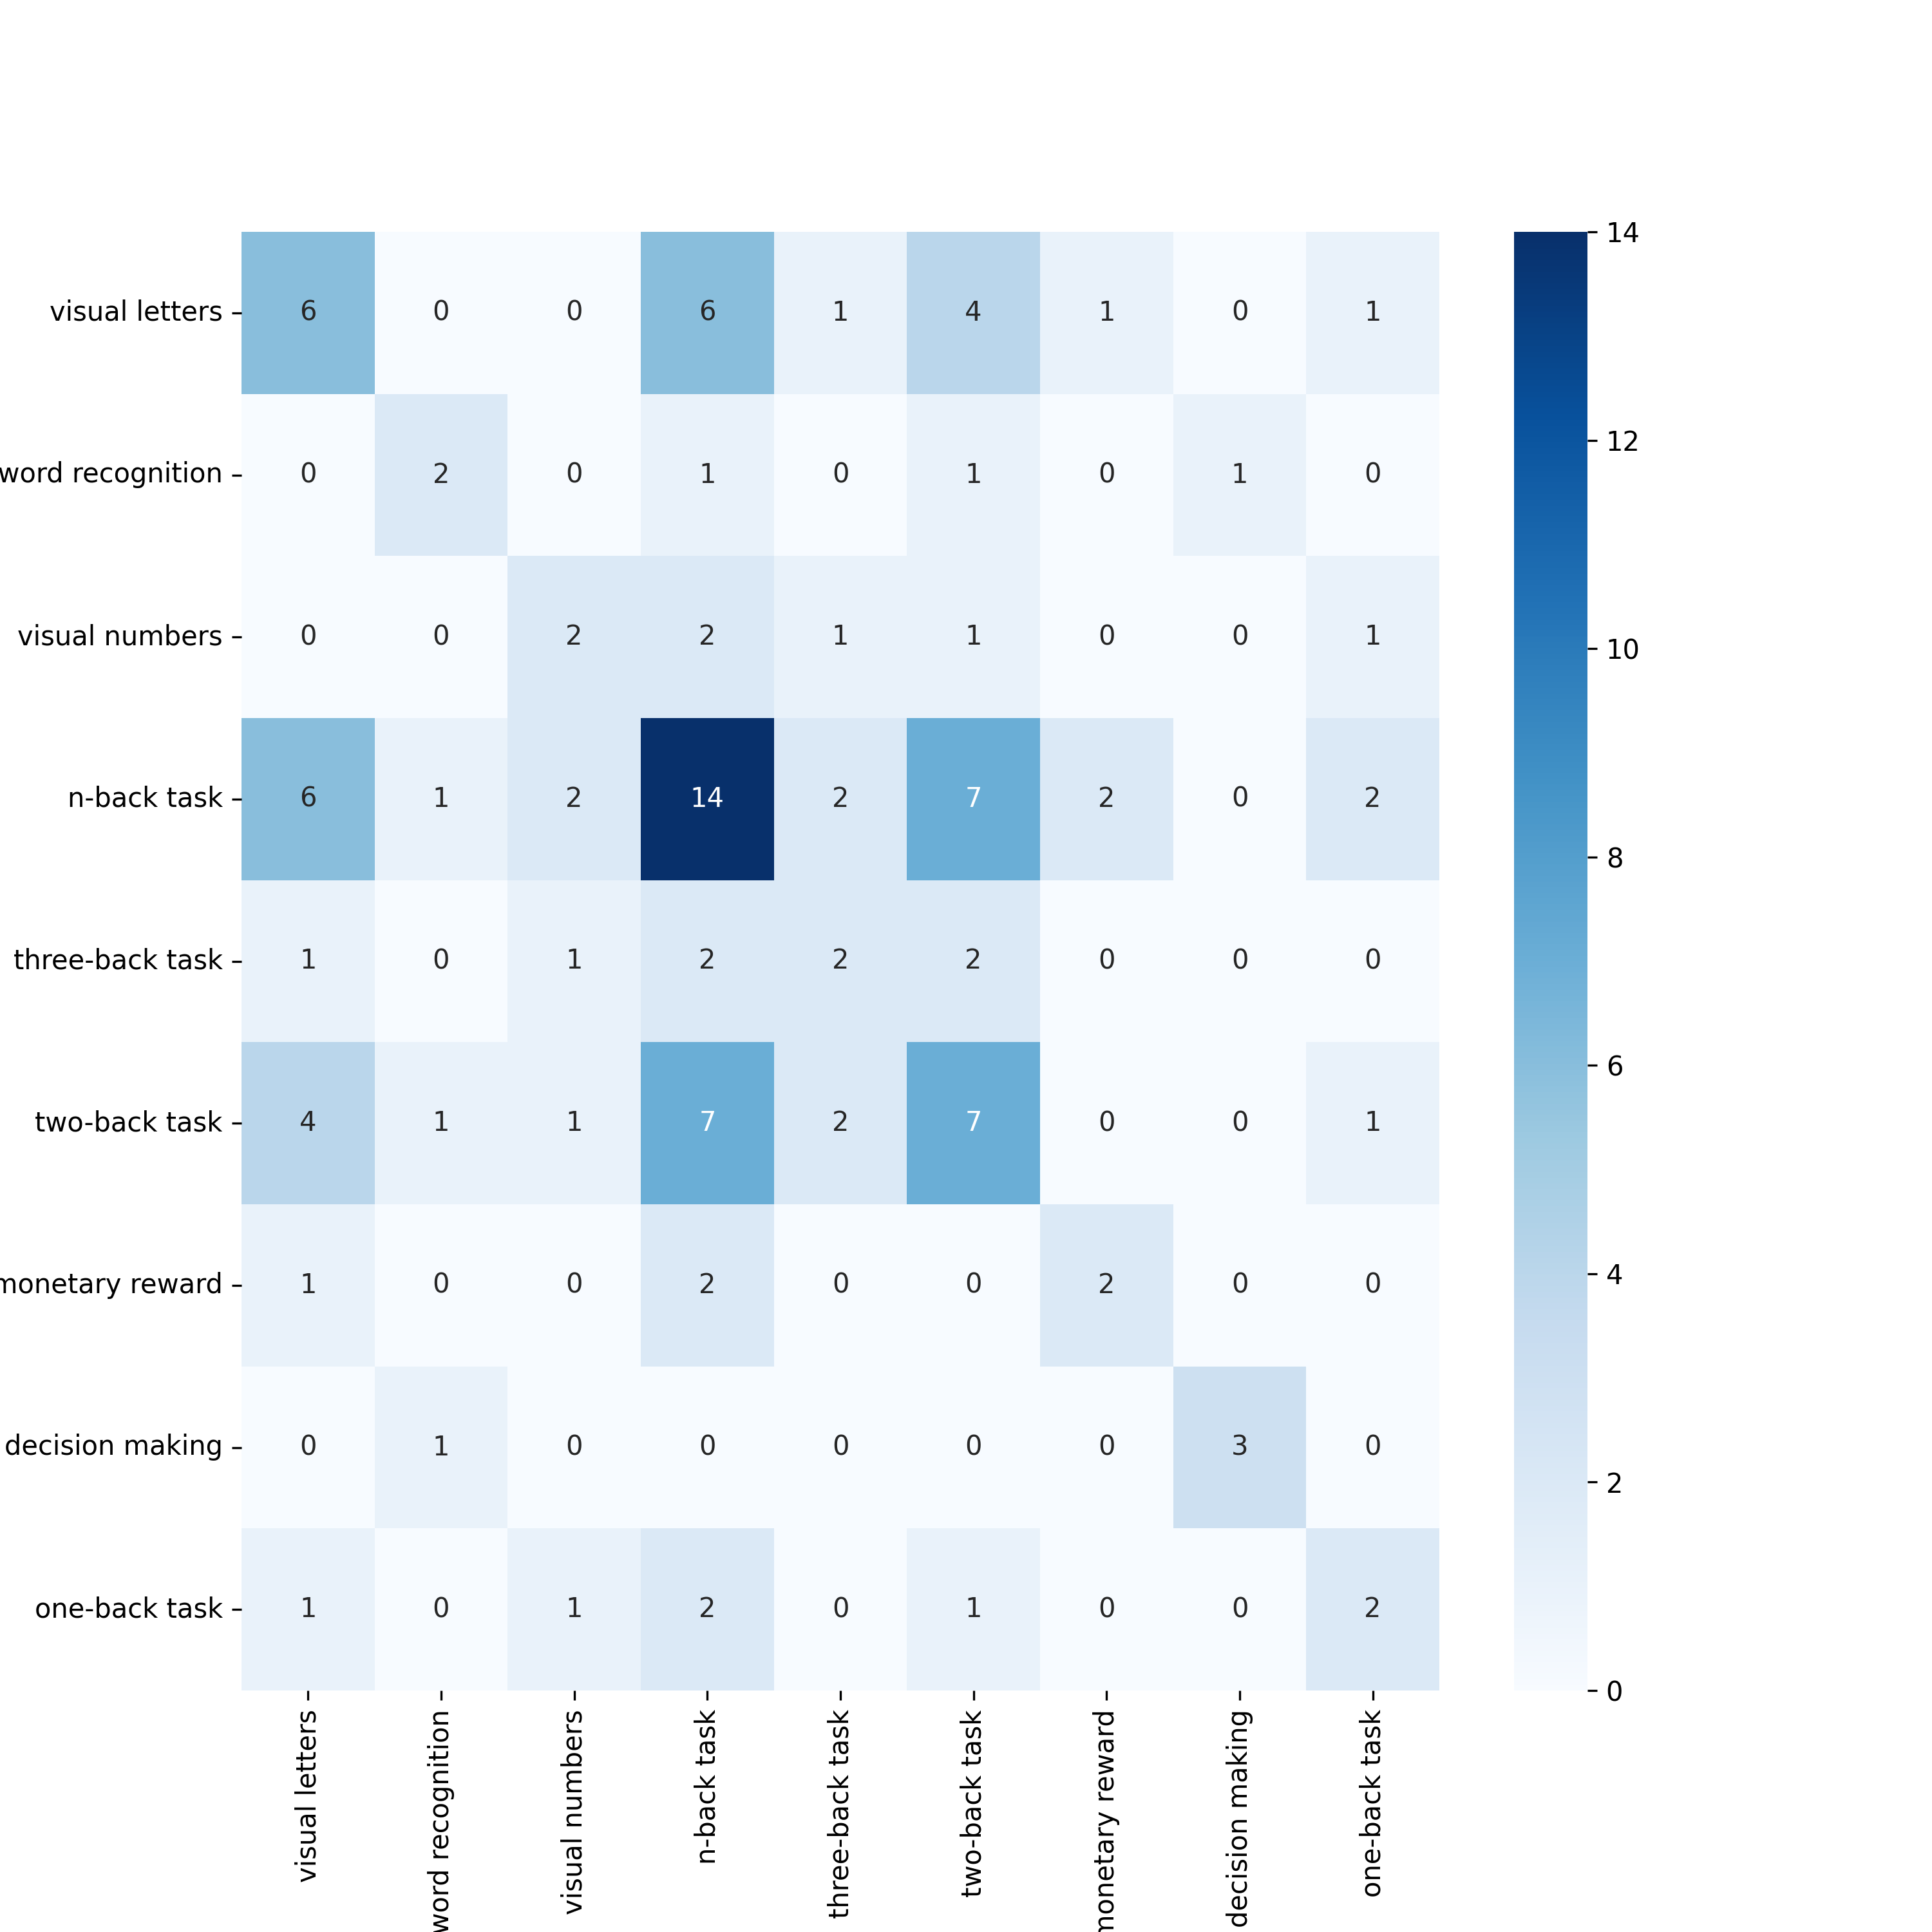 14
visual letters 6 0 0 6 1 4 1 0 1
12
word recognition 0 2 0 1 0 1 0 1 0
visual numbers 0 0 2 2 1 1 0 0 1
10
n-back task 6 1 2 14 2 7 2 0 2
8
three-back task 1 0 1 2 2 2 0 0 0
6
two-back task 4 1 1 7 2 7 0 0 1
4
monetary reward 1 0 0 2 0 0 2 0 0
2
decision making 0 1 0 0 0 0 0 3 0
one-back task 1 0 1 2 0 1 0 0 2
0
visual letters
word recognition
visual numbers
n-back task
three-back task
two-back task
monetary reward
decision making
one-back task